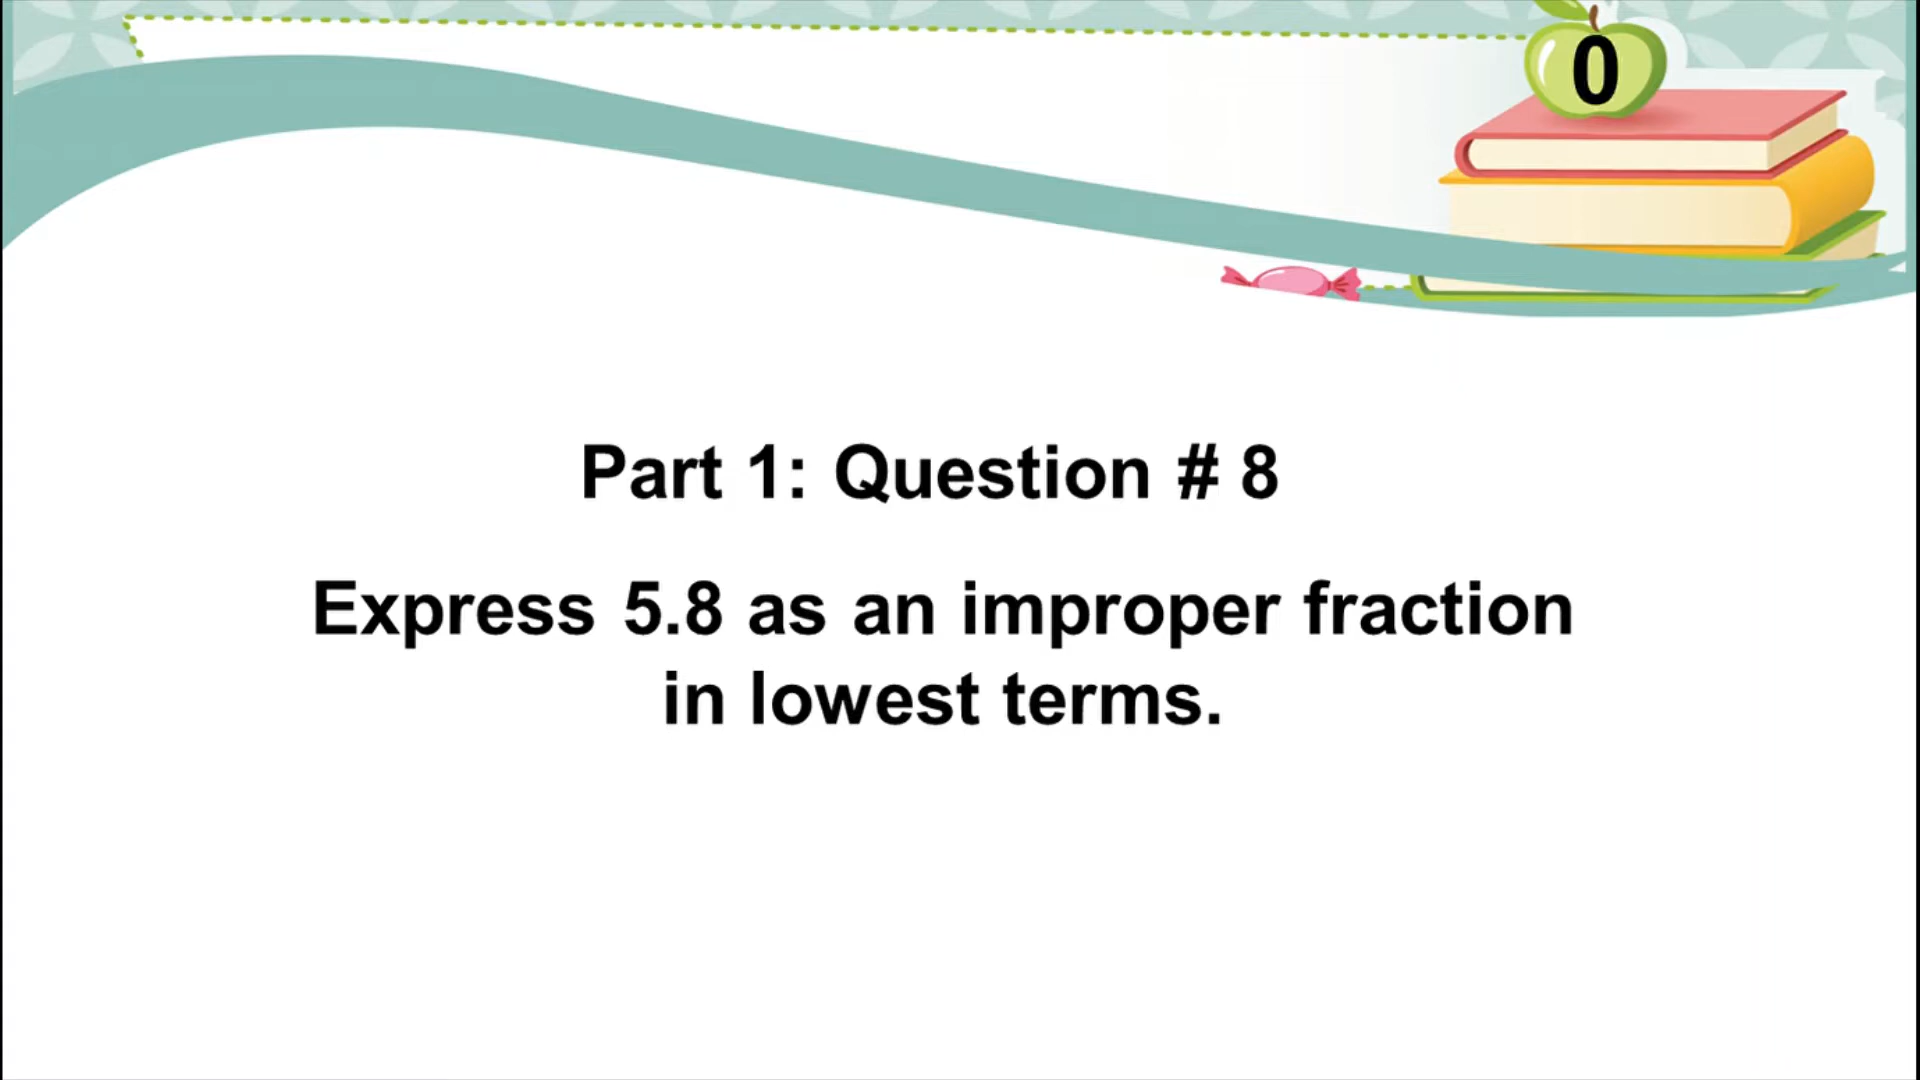 0
Part 1: Question # 8
Express 5.8 as an improper fraction
in lowest terms.